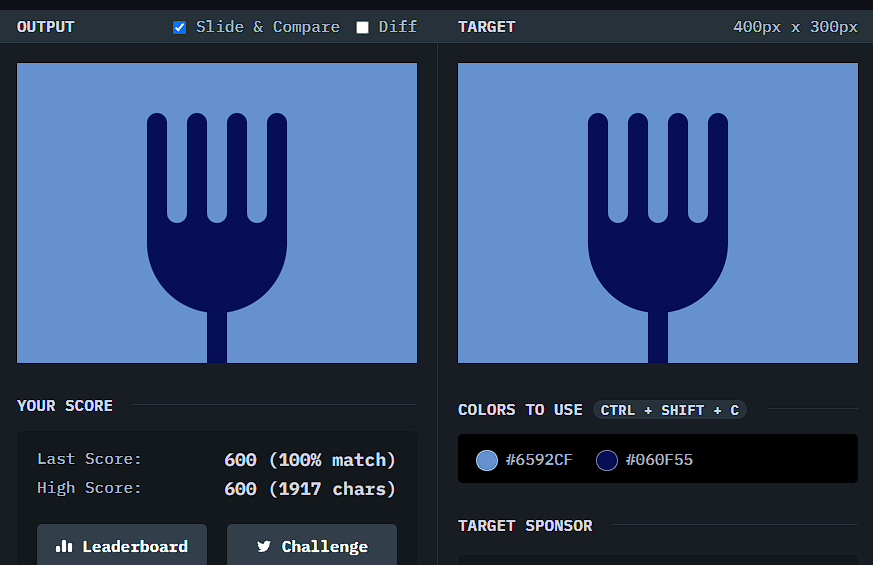 OUTPUT
Slide & Compare
Diff
TARGET
400px x 300px
YOUR SCORE
Last Score:
600 (100% match)
High Score:
600 (1917 chars)
Leaderboard
Challenge
COLORS TO USE
CTRL + SHIFT + C
#6592CF
#060F55
TARGET SPONSOR